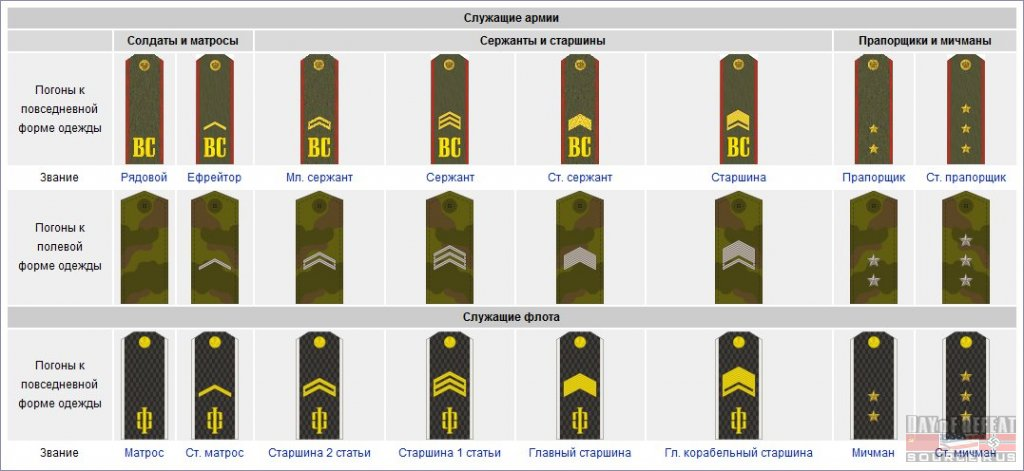 Служащие армии
Солдаты и матросы Сержанты и старшины Прапорщики и мичманы
Погоны к
повседневной
форме одежды
ВС ВС ВС ВС ВС ВС
Звание Рядовой Ефрейтор Мл. сержант Сержант Ст. сержант Старшина Прапорщик Ст. прапорщик
Погоны к
полевой
форме одежды
Служащие флота
Погоны к
повседневной
форме одежды
Ф Ф Ф Ф Ф Ф
Звание Матрос Ст. матрос Старшина 2 статьи Старшина 1 статьи Главный старшина Гл. корабельный старшина Мичман Ст. мичман
DAY OF DEFEAT
SOURCE RUS